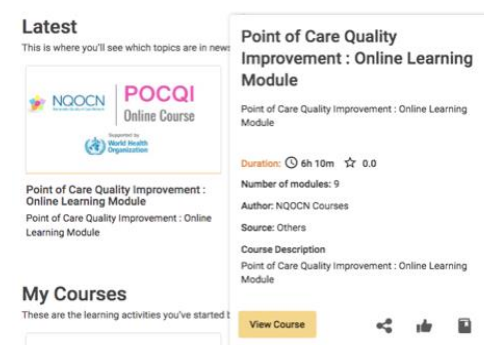 Latest
This is where you'll see which topics are in news
NQOCN
POCQI
Online Course
Supported by
World Health
Organization
Point of Care Quality Improvement :
Online Learning Module
Point of Care Quality Improvement : Online
Learning Module
My Courses
These are the learning activities you've started b
Point of Care Quality
Improvement : Online Learning
Module
Point of Care Quality Improvement : Online Learning
Module
Duration: 6h 10m 0.0
Number of modules: 9
Author: NQOCN Courses
Source: Others
Course Description
Point of Care Quality Improvement : Online Learning
Module
View Course